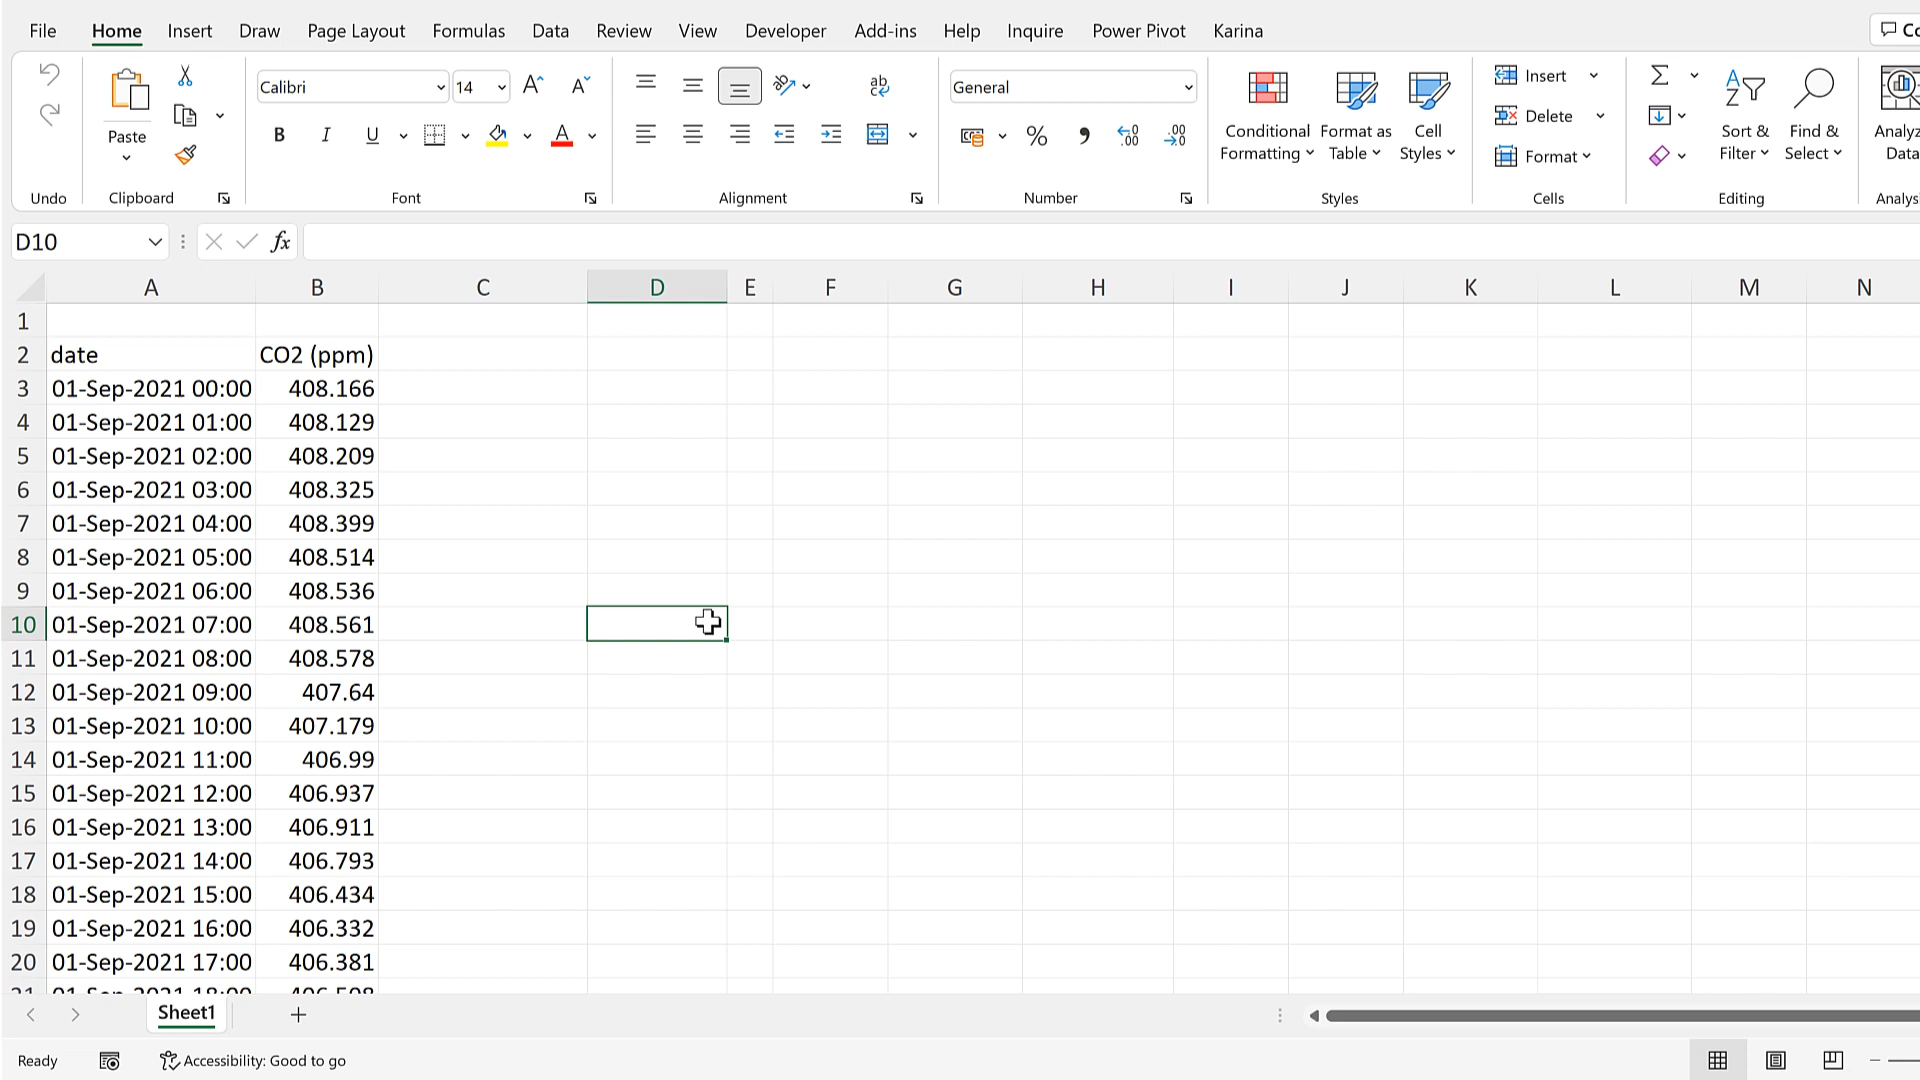 File Home Insert Draw Page Layout Formulas Data Review View Developer Add-ins Help Inquire Power Pivot Karina
Calibri 14 ab General Insert
Paste B I U A % Delete
Conditional Formatting Format as Table Cell Styles Format Sort & Filter Find & Select
Undo Clipboard Font Alignment Number Styles Cells Editing
D10 fx
A B C D E F G H I J K L M N
1
2 date CO2 (ppm)
3 01-Sep-2021 00:00 408.166
4 01-Sep-2021 01:00 408.129
5 01-Sep-2021 02:00 408.209
6 01-Sep-2021 03:00 408.325
7 01-Sep-2021 04:00 408.399
8 01-Sep-2021 05:00 408.514
9 01-Sep-2021 06:00 408.536
10 01-Sep-2021 07:00 408.561
11 01-Sep-2021 08:00 408.578
12 01-Sep-2021 09:00 407.64
13 01-Sep-2021 10:00 407.179
14 01-Sep-2021 11:00 406.99
15 01-Sep-2021 12:00 406.937
16 01-Sep-2021 13:00 406.911
17 01-Sep-2021 14:00 406.793
18 01-Sep-2021 15:00 406.434
19 01-Sep-2021 16:00 406.332
20 01-Sep-2021 17:00 406.381
Sheet1
Ready Accessibility: Good to go